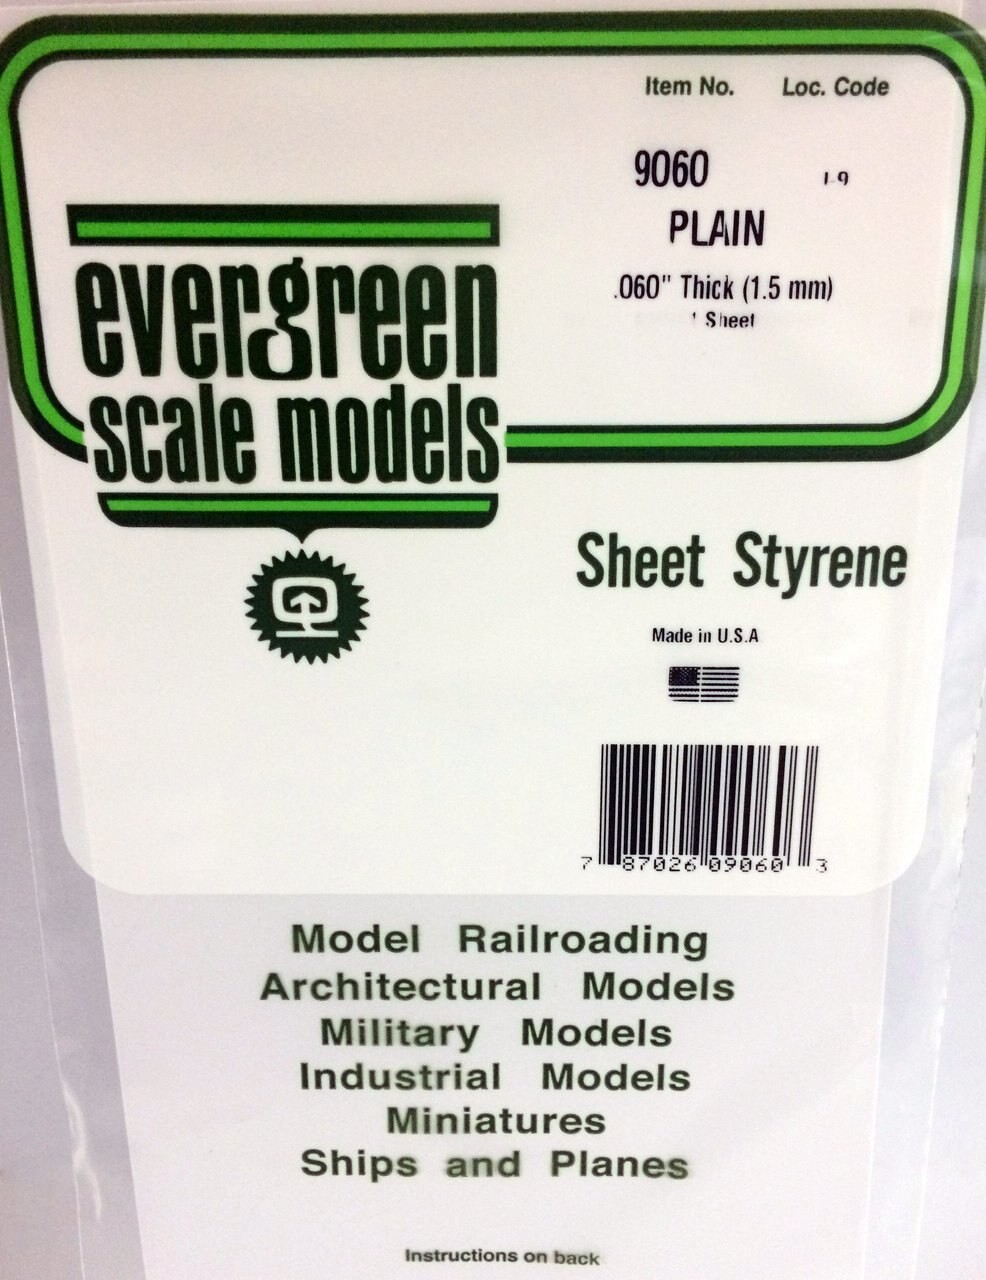 Item No. Loc. Code
9060
PLAIN
.060" Thick (1.5 mm)
1 Sheet
evergreen
scale models
Sheet Styrene
Made in U.S.A
7 87026 09060 3
Model Railroading
Architectural Models
Military Models
Industrial Models
Miniatures
Ships and Planes
Instructions on back